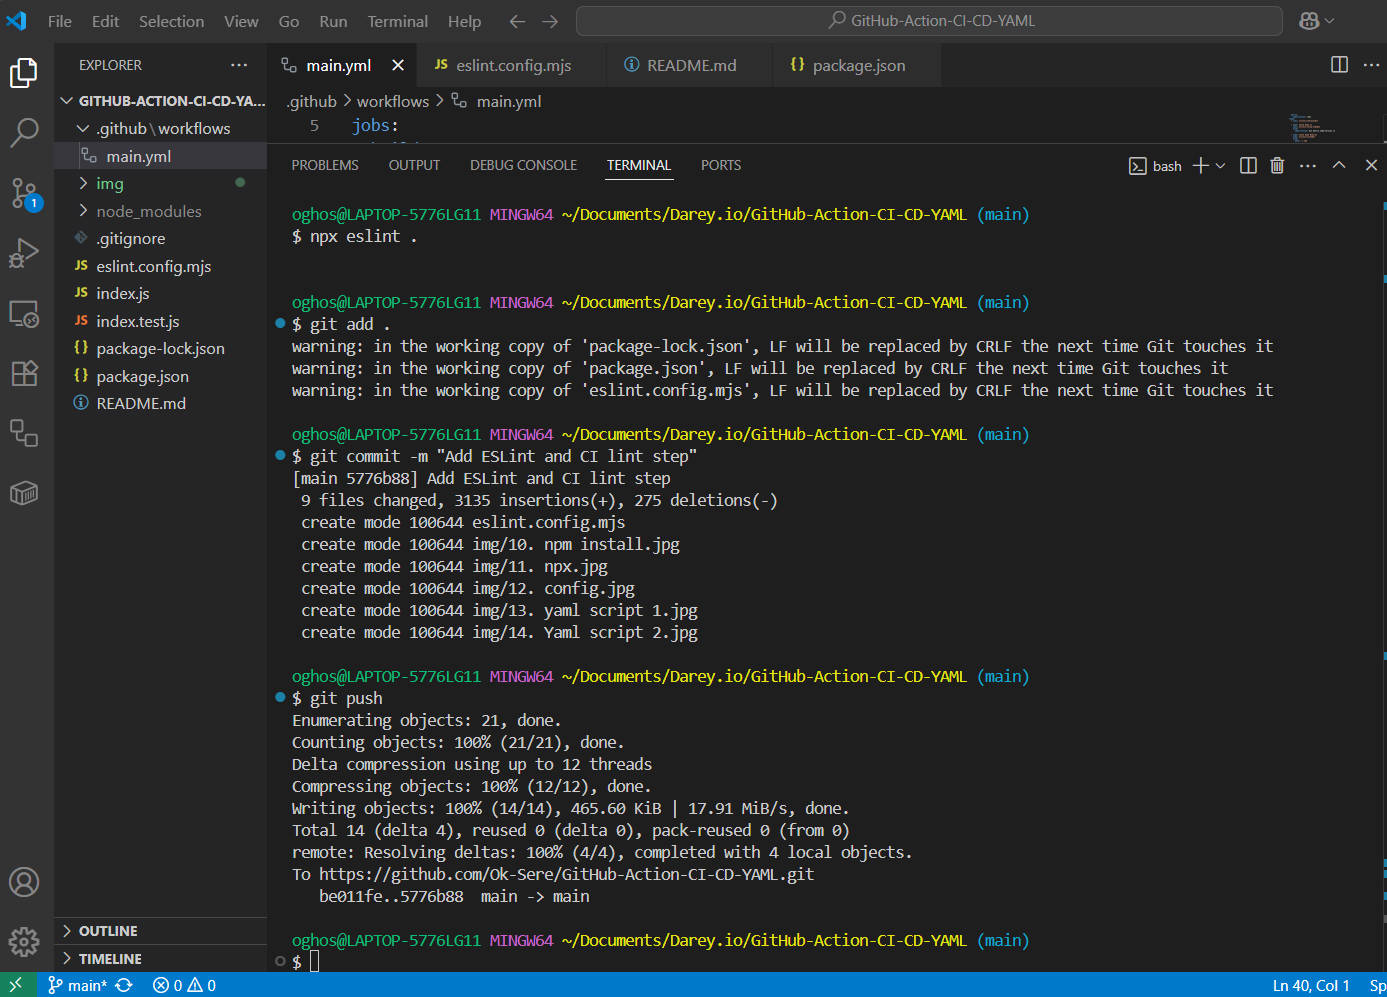 File Edit Selection View Go Run Terminal Help GitHub-Action-CI-CD-YAML
EXPLORER
GITHUB-ACTION-CI-CD-YA...
.github\workflows
main.yml
img
node_modules
.gitignore
JS eslint.config.mjs
JS index.js
JS index.test.js
{} package-lock.json
{} package.json
README.md
1
OUTLINE
TIMELINE
main.yml JS eslint.config.mjs README.md {} package.json
.github > workflows > main.yml
5 jobs:
PROBLEMS OUTPUT DEBUG CONSOLE TERMINAL PORTS bash
oghos@LAPTOP-5776LG11 MINGW64 ~/Documents/Darey.io/GitHub-Action-CI-CD-YAML (main)
$ npx eslint .
oghos@LAPTOP-5776LG11 MINGW64 ~/Documents/Darey.io/GitHub-Action-CI-CD-YAML (main)
$ git add .
warning: in the working copy of 'package-lock.json', LF will be replaced by CRLF the next time Git touches it
warning: in the working copy of 'package.json', LF will be replaced by CRLF the next time Git touches it
warning: in the working copy of 'eslint.config.mjs', LF will be replaced by CRLF the next time Git touches it
oghos@LAPTOP-5776LG11 MINGW64 ~/Documents/Darey.io/GitHub-Action-CI-CD-YAML (main)
$ git commit -m "Add ESLint and CI lint step"
[main 5776b88] Add ESLint and CI lint step
9 files changed, 3135 insertions(+), 275 deletions(-)
create mode 100644 eslint.config.mjs
create mode 100644 img/10. npm install.jpg
create mode 100644 img/11. npx.jpg
create mode 100644 img/12. config.jpg
create mode 100644 img/13. yaml script 1.jpg
create mode 100644 img/14. Yaml script 2.jpg
oghos@LAPTOP-5776LG11 MINGW64 ~/Documents/Darey.io/GitHub-Action-CI-CD-YAML (main)
$ git push
Enumerating objects: 21, done.
Counting objects: 100% (21/21), done.
Delta compression using up to 12 threads
Compressing objects: 100% (12/12), done.
Writing objects: 100% (14/14), 465.60 KiB | 17.91 MiB/s, done.
Total 14 (delta 4), reused 0 (delta 0), pack-reused 0 (from 0)
remote: Resolving deltas: 100% (4/4), completed with 4 local objects.
To https://github.com/Ok-Sere/GitHub-Action-CI-CD-YAML.git
be011fe..5776b88 main -> main
oghos@LAPTOP-5776LG11 MINGW64 ~/Documents/Darey.io/GitHub-Action-CI-CD-YAML (main)
$
main* 0 0 Ln 40, Col 1 Sp